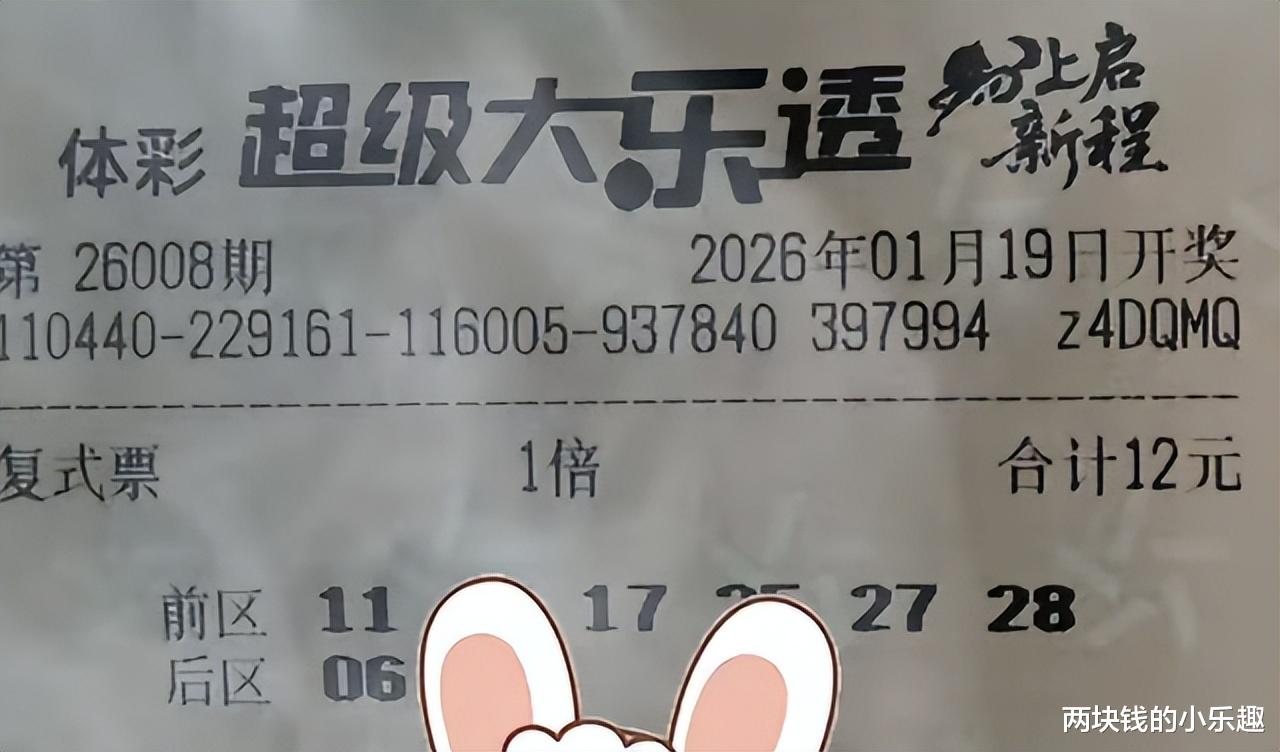 体彩 超级大乐透 马上启
新程
第 26008期 2026年01月19日开奖
110440-229161-116005-937840 397994 z4DQMQ
复式票 1倍 合计12元
前区 11 17 27 28
后区 06
两块钱的小乐趣